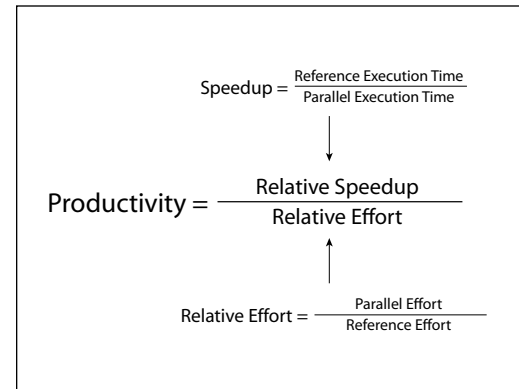 Speedup = Reference Execution Time
Parallel Execution Time
Productivity = Relative Speedup
Relative Effort
Relative Effort = Parallel Effort
Reference Effort